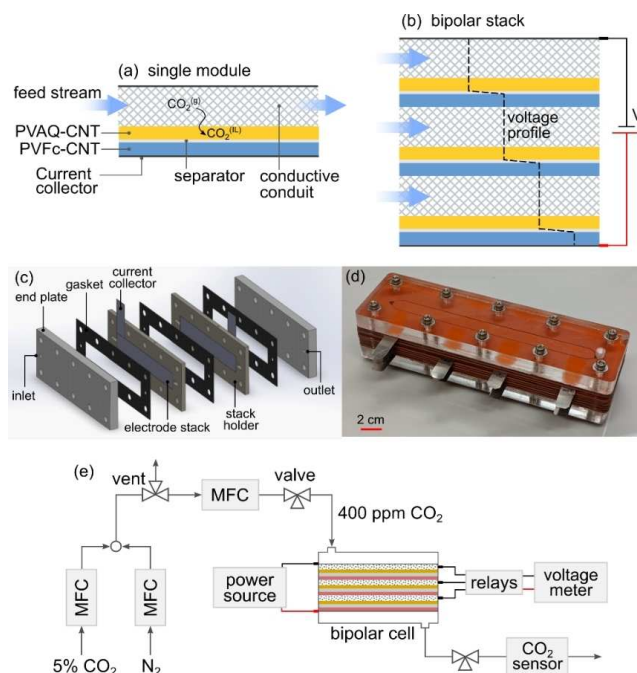 (a) single module
feed stream
CO2(g)
CO2(IL)
PVAQ-CNT
PVFc-CNT
Current
collector
separator
conductive
conduit
(b) bipolar stack
voltage
profile
V
(c)
end plate
gasket
current
collector
inlet
electrode stack
stack
holder
outlet
(d)
2 cm
(e)
vent
MFC
valve
400 ppm CO2
MFC
MFC
5% CO2
N2
power
source
bipolar cell
relays
voltage
meter
CO2
sensor